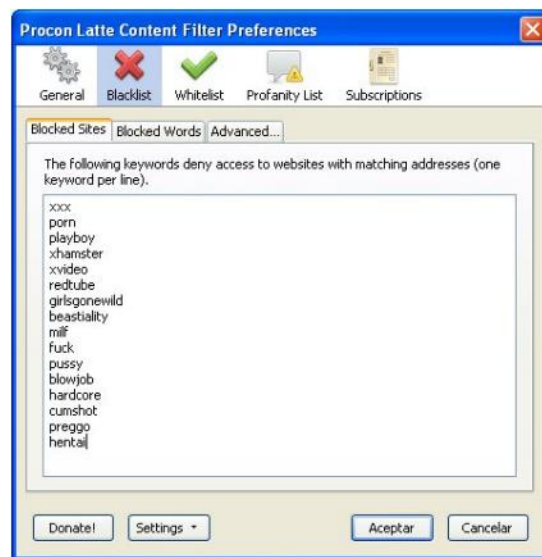 Procon Latte Content Filter Preferences
General Blacklist Whitelist Profanity List Subscriptions
Blocked Sites Blocked Words Advanced...
The following keywords deny access to websites with matching addresses (one
keyword per line).
xxx
porn
playboy
xhamster
xvideo
redtube
girlsgonewild
beastiality
milf
fuck
pussy
blowjob
hardcore
cumshot
preggo
hentai
Donate! Settings Aceptar Cancelar